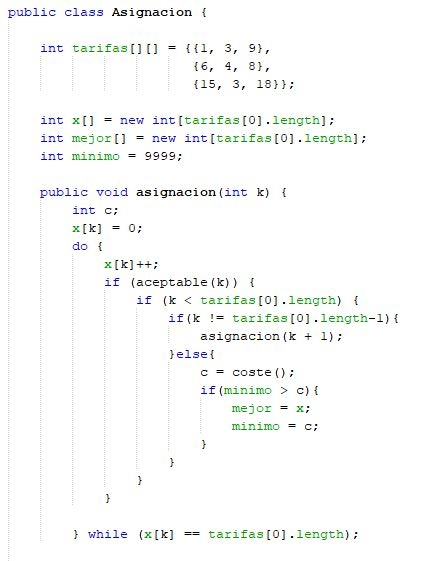 public class Asignacion {
int tarifas[][] = {{1, 3, 9},
{6, 4, 8},
{15, 3, 18}};
int x[] = new int[tarifas[0].length];
int mejor[] = new int[tarifas[0].length];
int minimo = 9999;
public void asignacion(int k) {
int c;
x[k] = 0;
do {
x[k]++;
if (aceptable(k)) {
if (k < tarifas[0].length) {
if(k != tarifas[0].length-1){
asignacion(k + 1);
}else{
c = coste();
if(minimo > c){
mejor = x;
minimo = c;
}
}
}
}
} while (x[k] == tarifas[0].length);